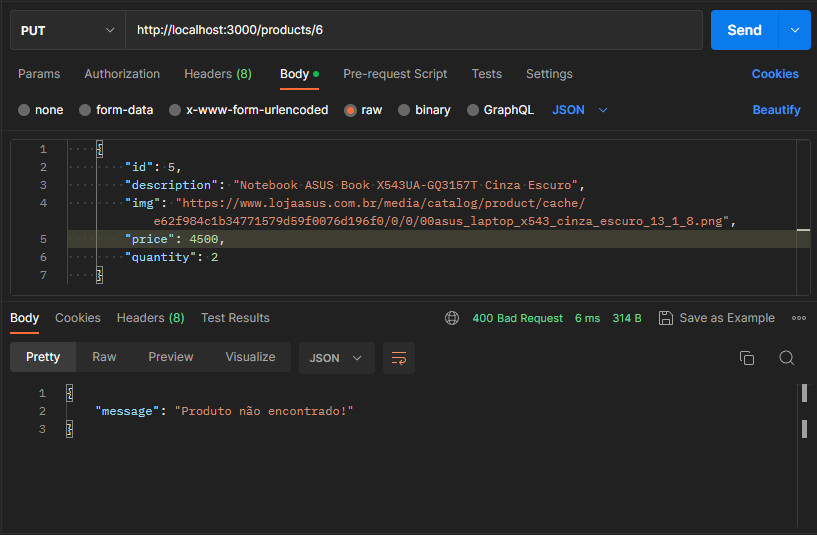 PUT http://localhost:3000/products/6 Send
Params Authorization Headers (8) Body Pre-request Script Tests Settings Cookies
none form-data x-www-form-urlencoded raw binary GraphQL JSON Beautify
1 {
2 "id": 5,
3 "description": "Notebook ASUS Book X543UA-GQ3157T Cinza Escuro",
4 "img": "https://www.lojaasus.com.br/media/catalog/product/cache/
e62f984c1b34771579d59f0076d196f0/0/0/00asus_laptop_x543_cinza_escuro_13_1_8.png",
5 "price": 4500,
6 "quantity": 2
7 }
Body Cookies Headers (8) Test Results 400 Bad Request 6 ms 314 B Save as Example
Pretty Raw Preview Visualize JSON
1 {
2 "message": "Produto não encontrado!"
3 }